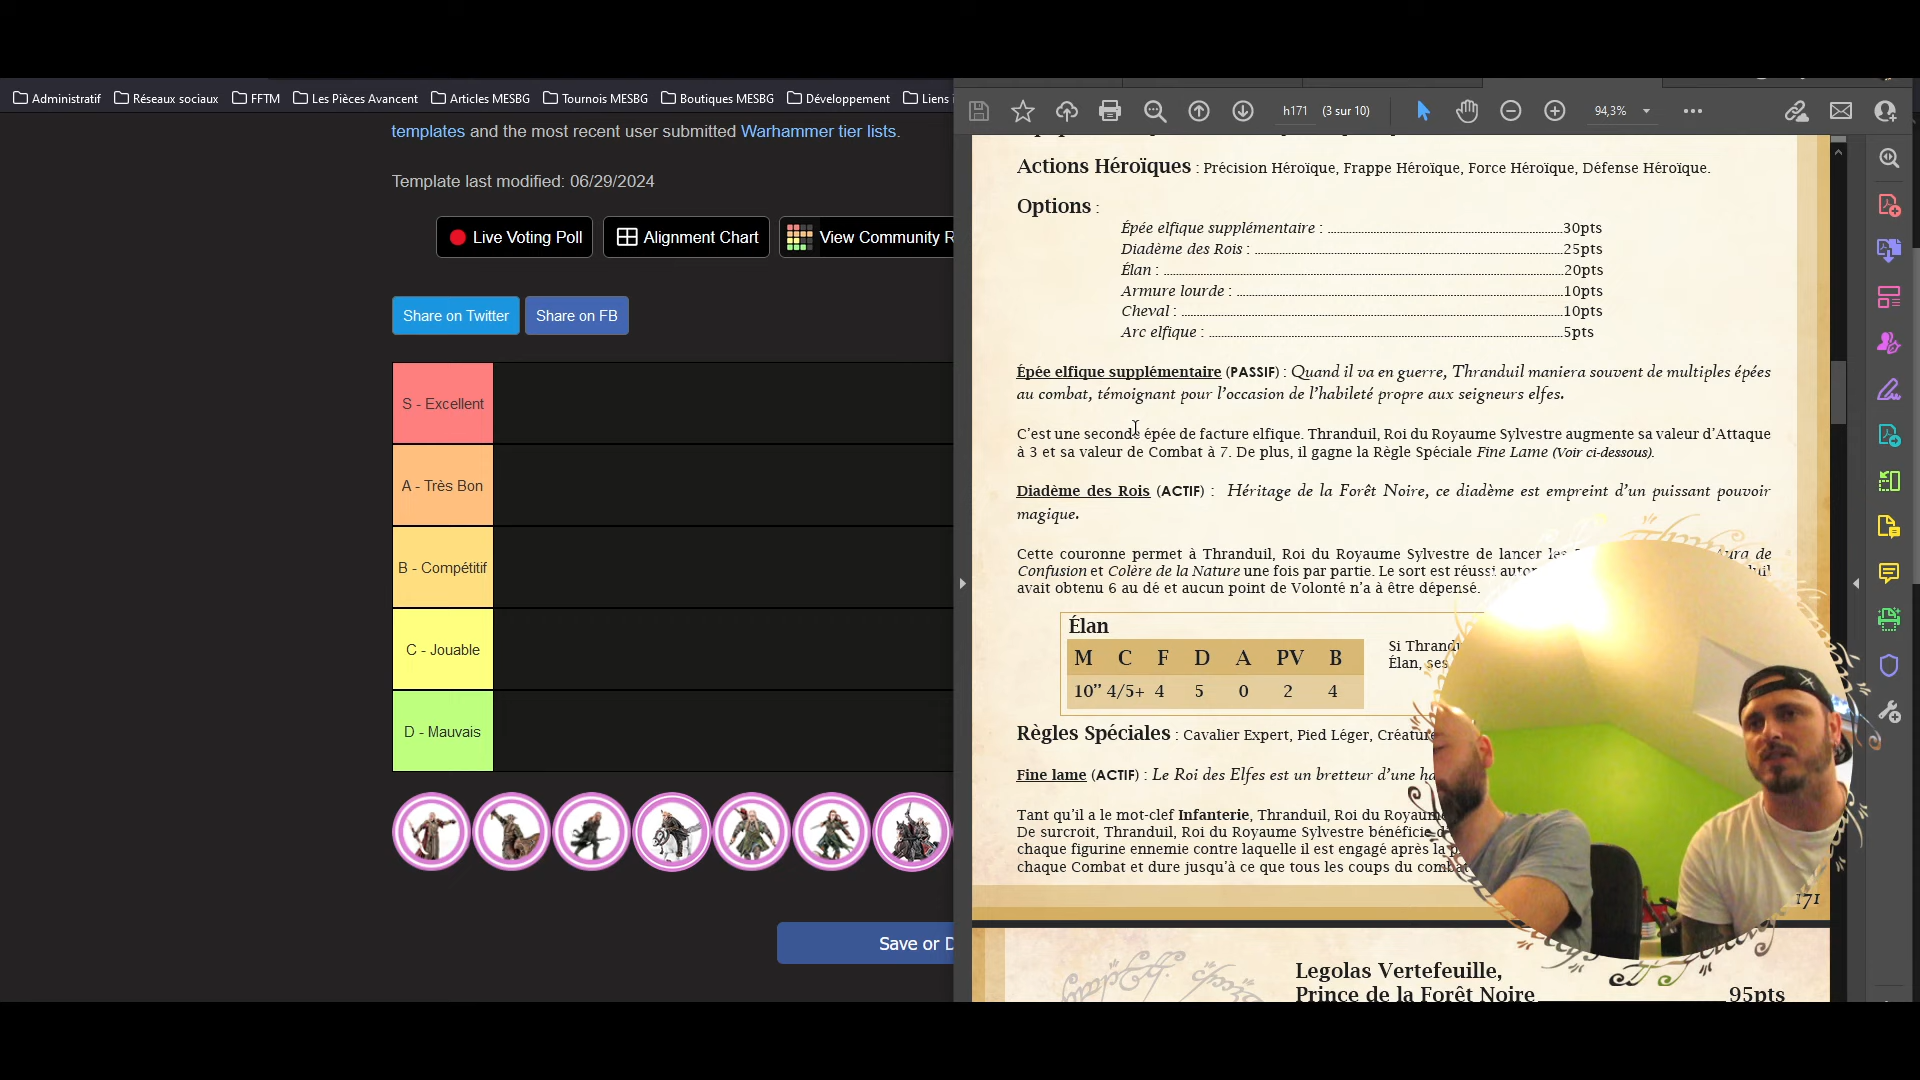 Administratif
Réseaux sociaux
FFTM
Les Pièces Avancent
Articles MESBG
Tournois MESBG
Boutiques MESBG
Développement
Liens
templates and the most recent user submitted Warhammer tier lists.
Template last modified: 06/29/2024
Live Voting Poll
Alignment Chart
View Community R
Share on Twitter
Share on FB
S - Excellent
A - Très Bon
B - Compétitif
C - Jouable
D - Mauvais
Save or D
h171
(3 sur 10)
94,3%
Actions Héroïques : Précision Héroïque, Frappe Héroïque, Force Héroïque, Défense Héroïque.
Options :
Épée elfique supplémentaire : 30pts
Diadème des Rois : 25pts
Élan : 20pts
Armure lourde : 10pts
Cheval : 10pts
Arc elfique : 5pts
Épée elfique supplémentaire (PASSIF) : Quand il va en guerre, Thranduil maniera souvent de multiples épées
au combat, témoignant pour l'occasion de l'habileté propre aux seigneurs elfes.
C'est une seconde épée de facture elfique. Thranduil, Roi du Royaume Sylvestre augmente sa valeur d'Attaque
à 3 et sa valeur de Combat à 7. De plus, il gagne la Règle Spéciale Fine Lame (Voir ci-dessous).
Diadème des Rois (ACTIF) : Héritage de la Forêt Noire, ce diadème est empreint d'un puissant pouvoir
magique.
Cette couronne permet à Thranduil, Roi du Royaume Sylvestre de lancer Aura de
Confusion et Colère de la Nature une fois par partie. Le sort est réussi
avait obtenu 6 au dé et aucun point de Volonté n'a à être dépensé.
Élan
M C F D A PV B
10" 4/5+ 4 5 0 2 4
Si
Élan, ses
Règles Spéciales : Cavalier Expert, Pied Léger,
Fine lame (ACTIF) : Le Roi des Elfes est un bretteur d'une
Tant qu'il a le mot-clef Infanterie, Thranduil, Roi du
De surcroit, Thranduil, Roi du Royaume Sylvestre bénéficie
chaque figurine ennemie contre laquelle il est engagé après la
chaque Combat et dure jusqu'à ce que tous les coups du
171
Legolas Vertefeuille,
Prince de la Forêt Noire 95pts